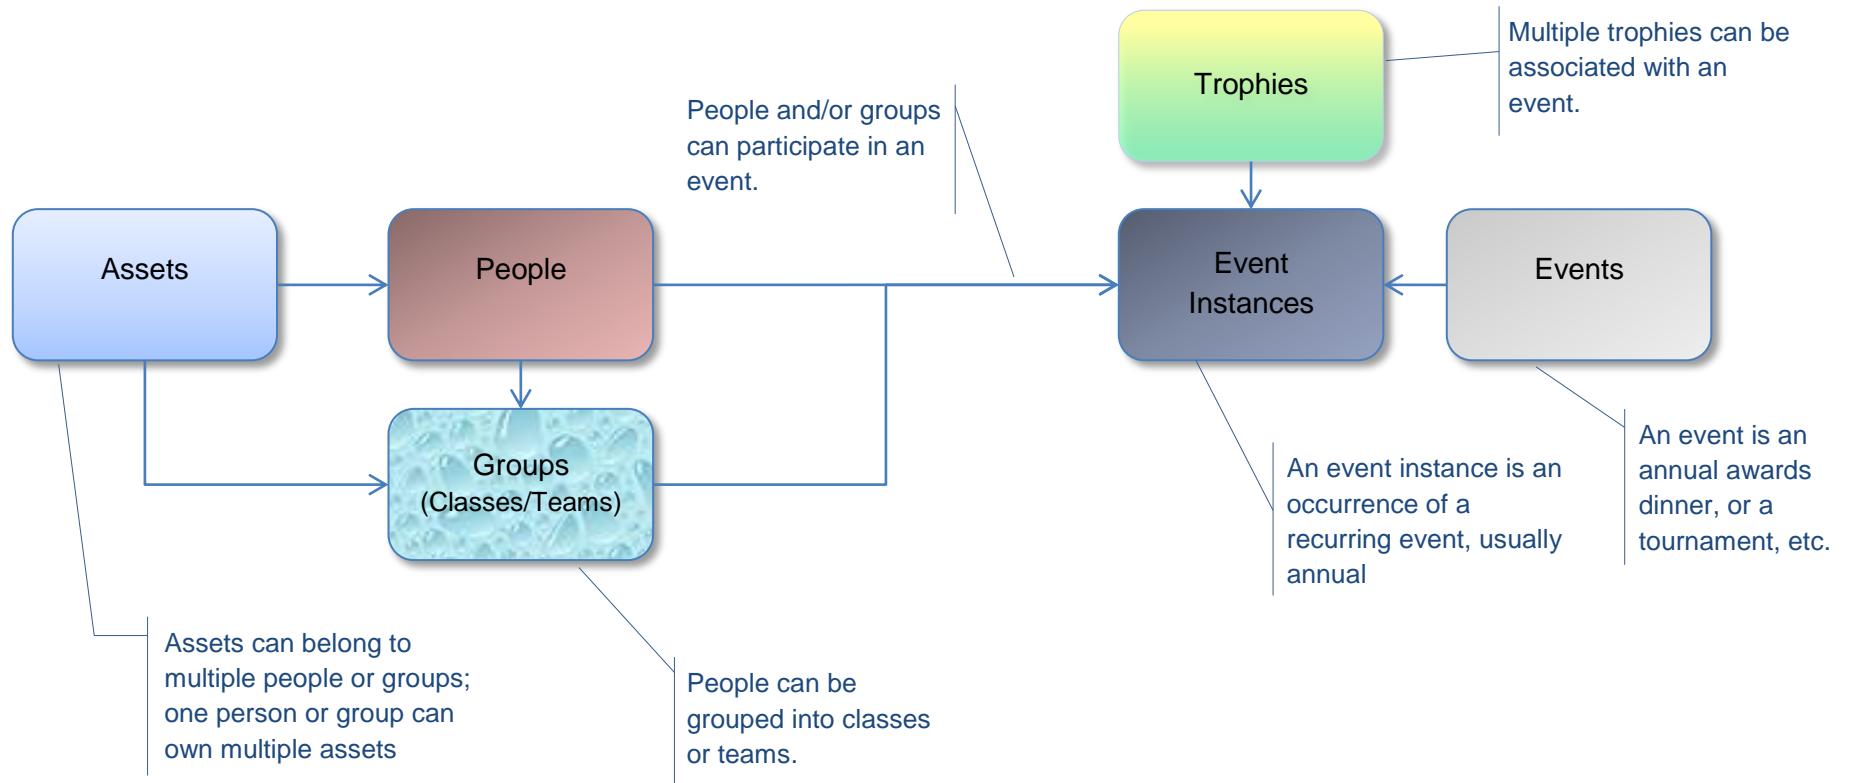 Trophies
Multiple trophies can be
associated with an
event.
People and/or groups
can participate in an
event.
Assets
People
Event
Instances
Events
Groups
(Classes/Teams)
An event instance is an
occurrence of a
recurring event, usually
annual
An event is an
annual awards
dinner, or a
tournament, etc.
Assets can belong to
multiple people or groups;
one person or group can
own multiple assets
People can be
grouped into classes
or teams.